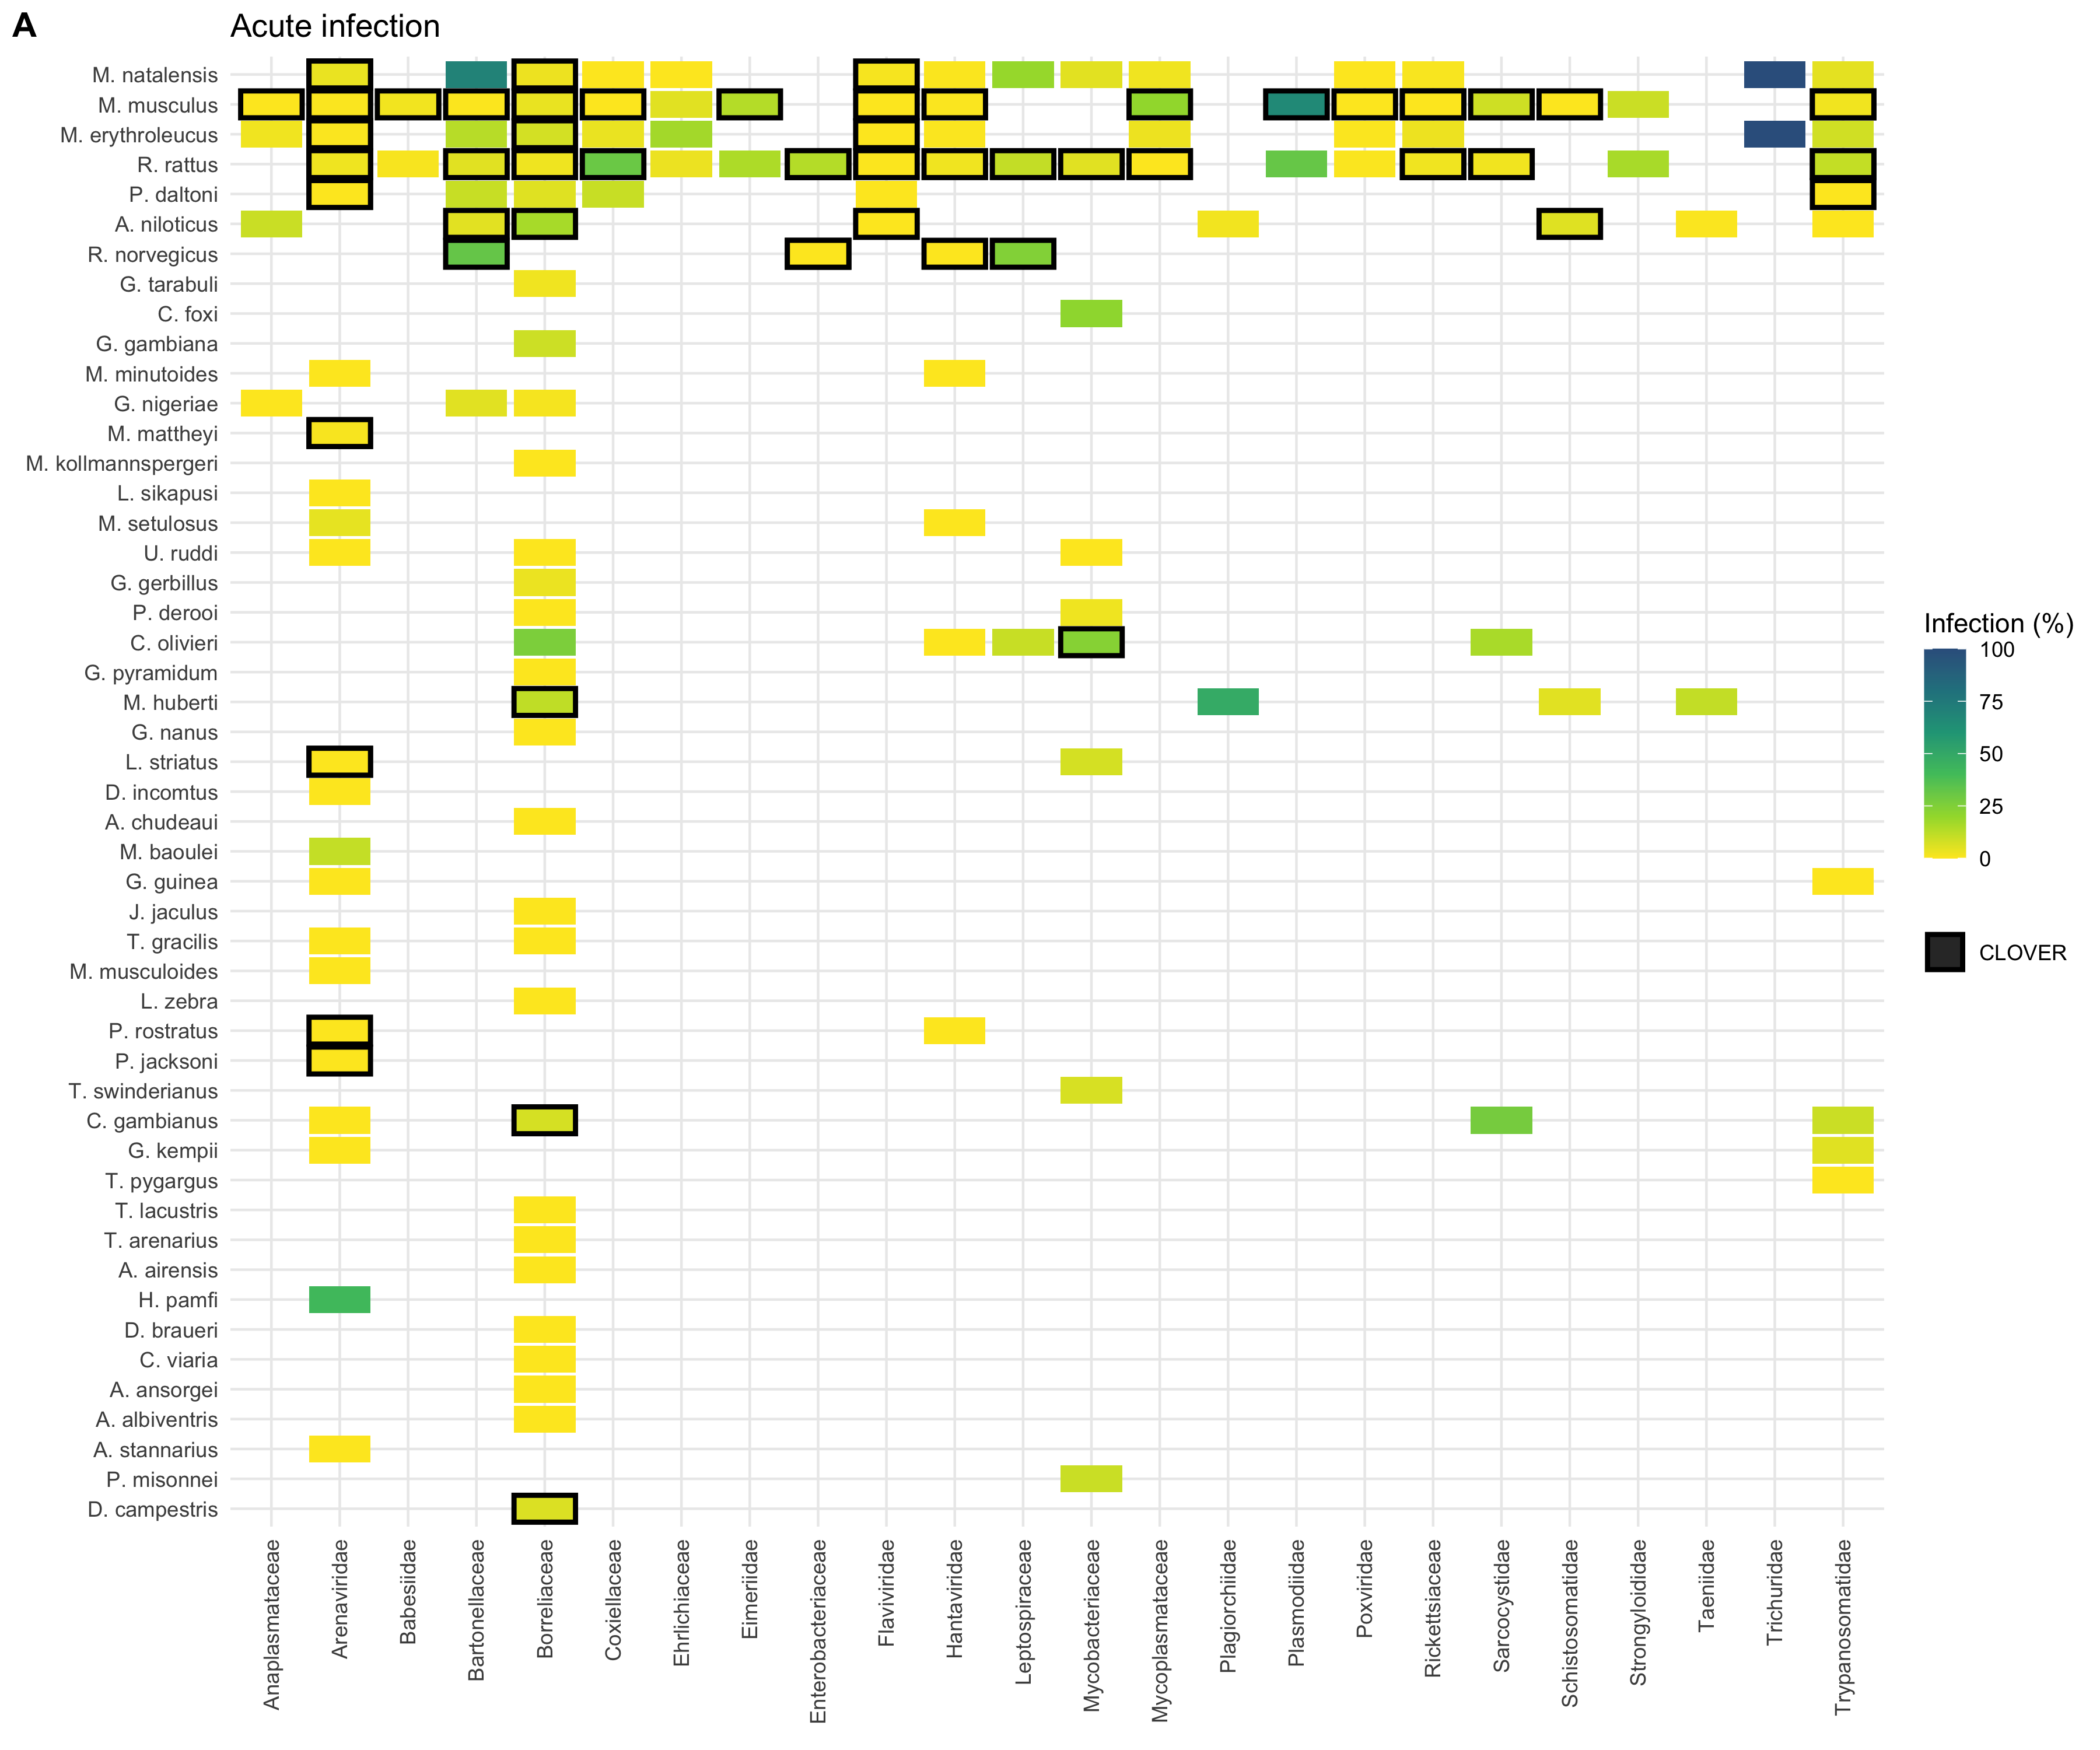 A
Acute infection
M. natalensis
M. musculus
M. erythroleucus
R. rattus
P. daltoni
A. niloticus
R. norvegicus
G. tarabuli
C. foxi
G. gambiana
M. minutoides
G. nigeriae
M. mattheyi
M. kollmannspergeri
L. sikapusi
M. setulosus
U. ruddi
G. gerbillus
P. derooi
C. olivieri
G. pyramidum
M. huberti
G. nanus
L. striatus
D. incomtus
A. chudeaui
M. baoulei
G. guinea
J. jaculus
T. gracilis
M. musculoides
L. zebra
P. rostratus
P. jacksoni
T. swinderianus
C. gambianus
G. kempii
T. pygargus
T. lacustris
T. arenarius
A. airensis
H. pamfi
D. braueri
C. viaria
A. ansorgei
A. albiventris
A. stannarius
P. misonnei
D. campestris
Anaplasmataceae
Arenaviridae
Babesiidae
Bartonellaceae
Borreliaceae
Coxiellaceae
Ehrlichiaceae
Eimeriidae
Enterobacteriaceae
Flaviviridae
Hantaviridae
Leptospiraceae
Mycobacteriaceae
Mycoplasmataceae
Plagiorchiidae
Plasmodiidae
Poxviridae
Rickettsiaceae
Sarcocystidae
Schistosomatidae
Strongyloididae
Taeniidae
Trichuridae
Trypanosomatidae
Infection (%)
100
75
50
25
0
CLOVER